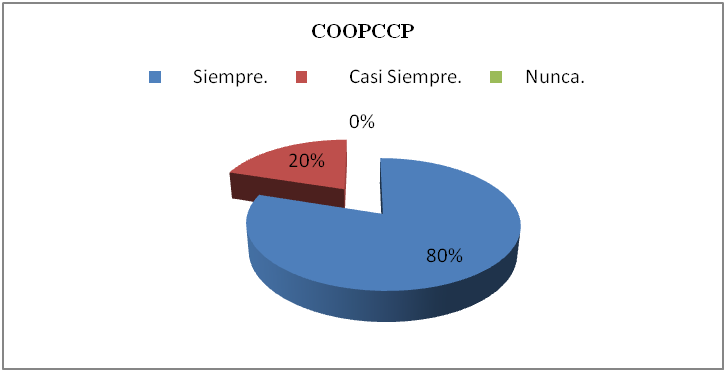 COOPCCP
Siempre. Casi Siempre. Nunca.
0%
20%
80%